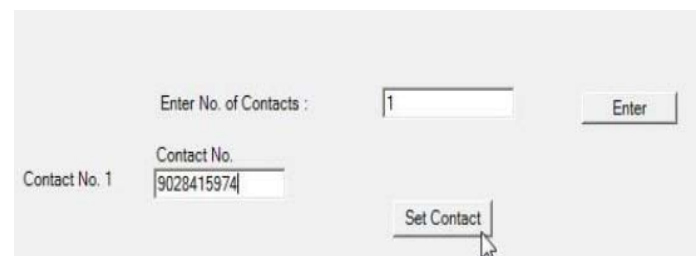 Enter No. of Contacts : 1 Enter
Contact No.
Contact No. 1 9028415974
Set Contact